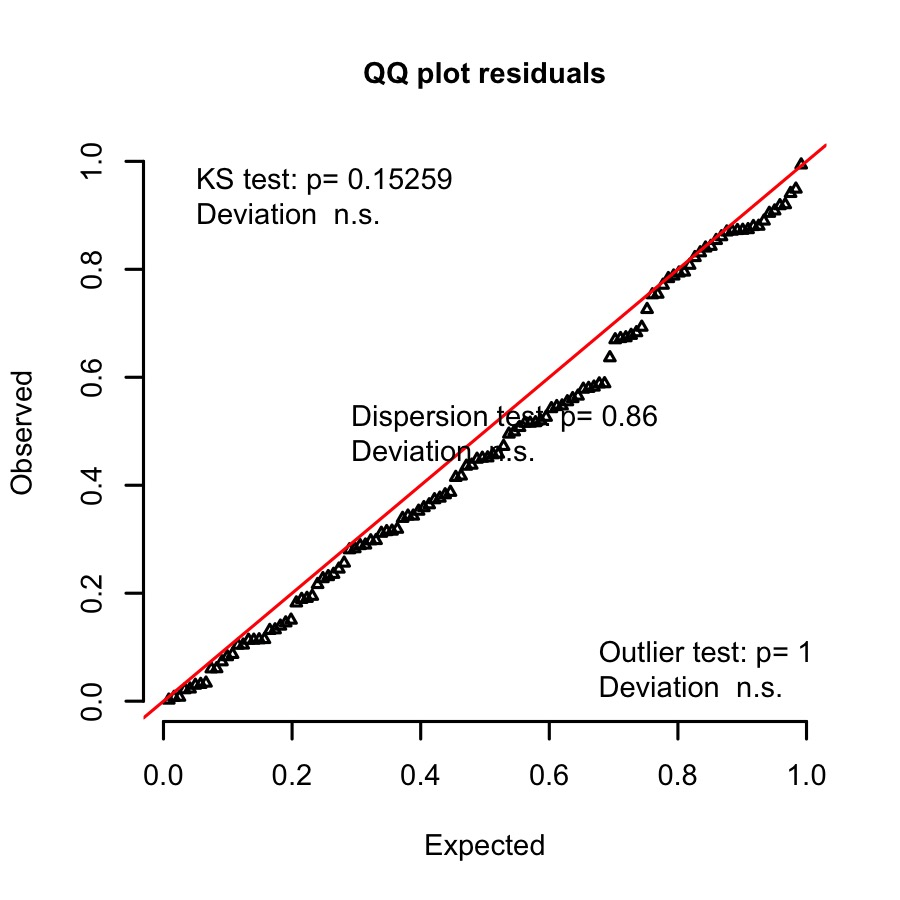 QQ plot residuals
KS test: p= 0.15259
Deviation  n.s.
Dispersion test: p= 0.86
Deviation  n.s.
Outlier test: p= 1
Deviation  n.s.
Observed
1.0
0.8
0.6
0.4
0.2
0.0
0.0 0.2 0.4 0.6 0.8 1.0
Expected